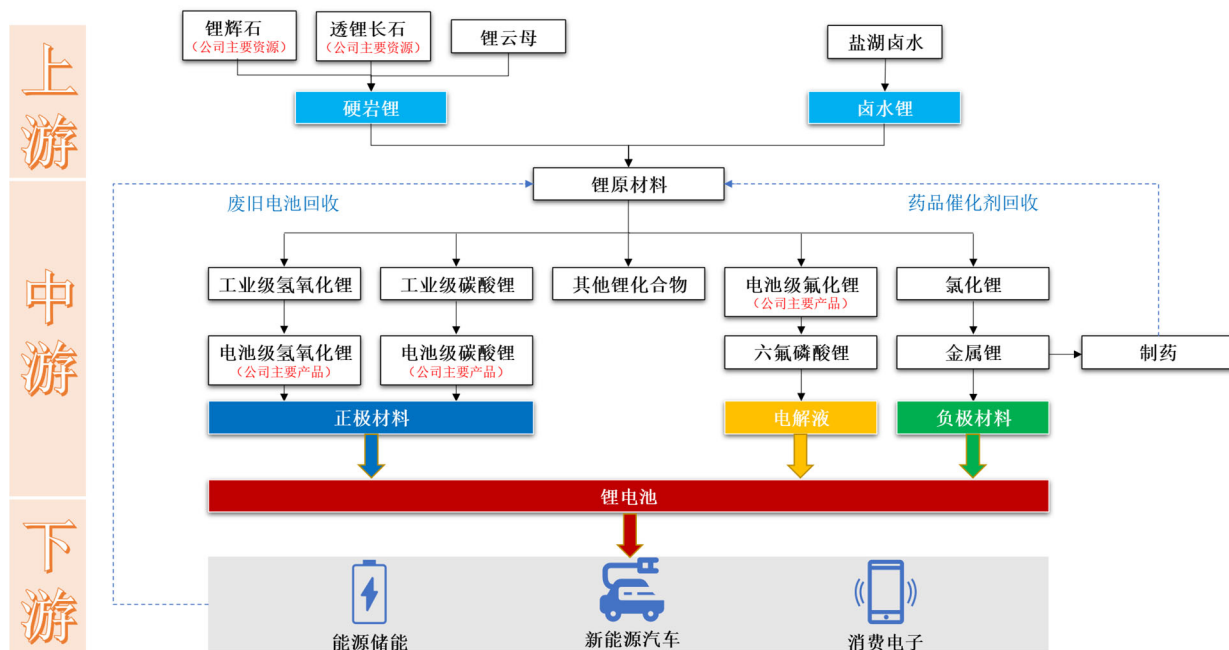 上游
锂辉石
（公司主要资源）
透锂长石
（公司主要资源）
锂云母
盐湖卤水
硬岩锂
卤水锂
中游
锂原材料
废旧电池回收
药品催化剂回收
工业级氢氧化锂
工业级碳酸锂
其他锂化合物
电池级氟化锂
（公司主要产品）
氯化锂
电池级氢氧化锂
（公司主要产品）
电池级碳酸锂
（公司主要产品）
六氟磷酸锂
金属锂
制药
正极材料
电解液
负极材料
锂电池
下游
能源储能
新能源汽车
消费电子